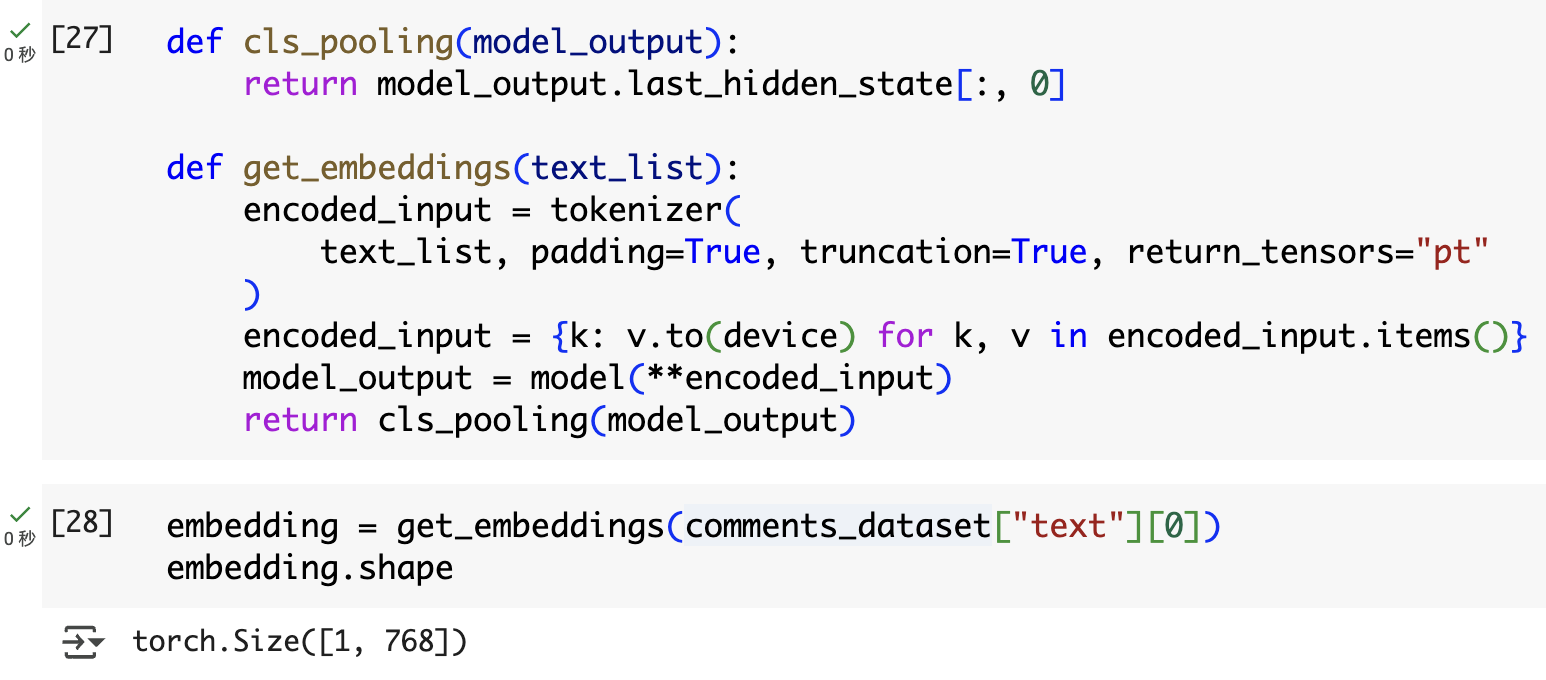 [27] def cls_pooling(model_output):
0 秒 return model_output.last_hidden_state[:, 0]
def get_embeddings(text_list):
encoded_input = tokenizer(
text_list, padding=True, truncation=True, return_tensors="pt"
)
encoded_input = {k: v.to(device) for k, v in encoded_input.items()}
model_output = model(**encoded_input)
return cls_pooling(model_output)
[28] embedding = get_embeddings(comments_dataset["text"][0])
0 秒 embedding.shape
torch.Size([1, 768])